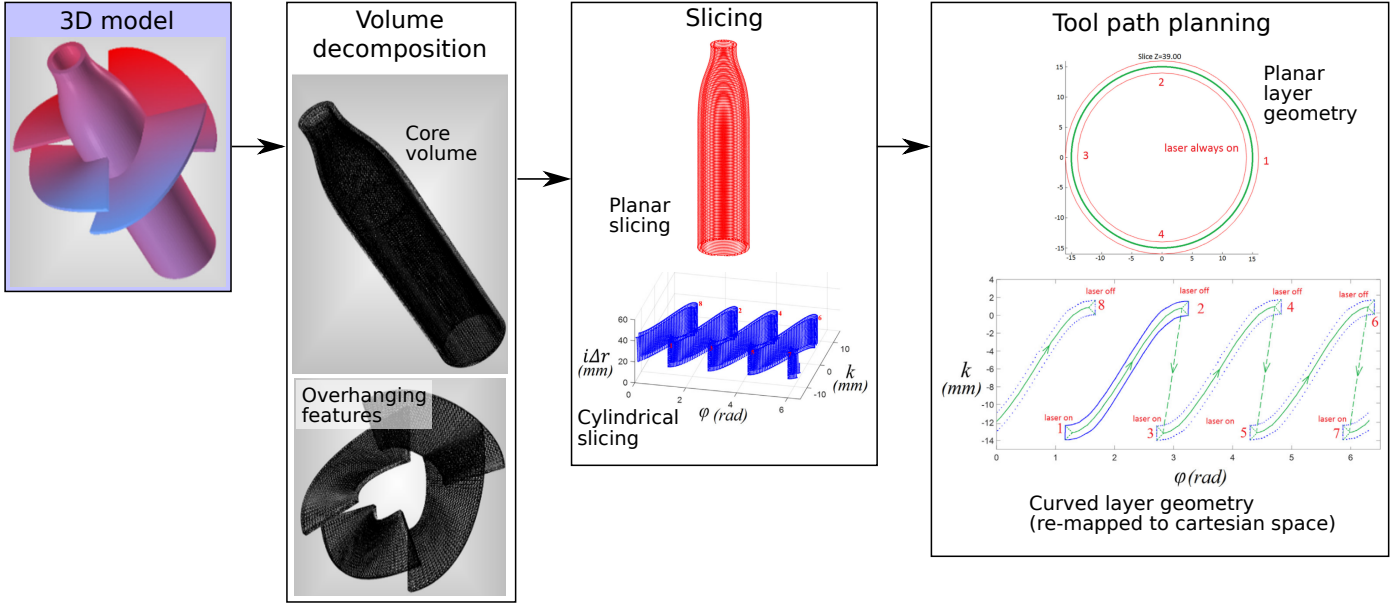 3D model
Volume
decomposition
Core
volume
Overhanging
features
Slicing
Planar
slicing
8
2
4
6
60
40
20
0
iΔr
(mm)
0
2
4
6
φ (rad)
10
0
-10
k
(mm)
Cylindrical
slicing
Tool path planning
Slice Z=39.00
Planar
layer
geometry
15
10
5
0
-5
-10
-15
-15
-10
-5
0
5
10
15
2
3
laser always on
1
4
4
2
0
-2
-4
-6
-8
-10
-12
-14
k
(mm)
laser off
8
laser off
2
laser off
4
laser off
6
laser on
1
laser on
3
laser on
5
laser on
7
0
1
2
3
4
5
6
φ (rad)
Curved layer geometry
(re-mapped to cartesian space)